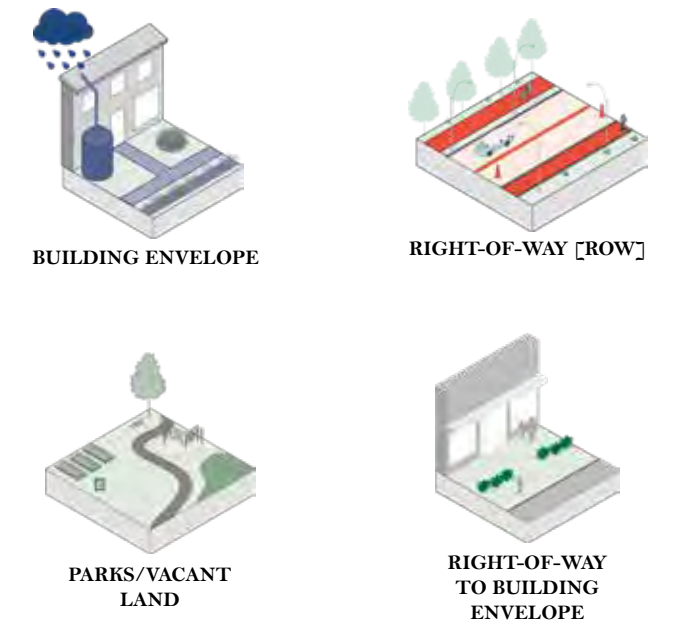 BUILDING ENVELOPE
RIGHT-OF-WAY [ROW]
PARKS/VACANT
LAND
RIGHT-OF-WAY
TO BUILDING
ENVELOPE